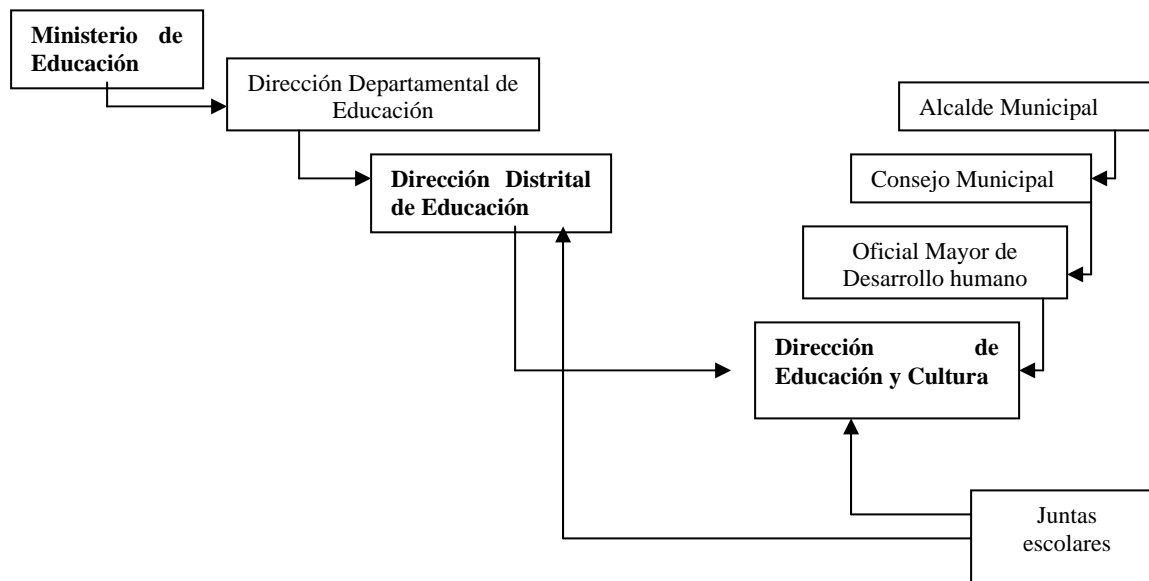 Ministerio de
Educación
Dirección Departamental de
Educación
Alcalde Municipal
Dirección Distrital
de Educación
Consejo Municipal
Oficial Mayor de
Desarrollo humano
Dirección de
Educación y Cultura
Juntas
escolares